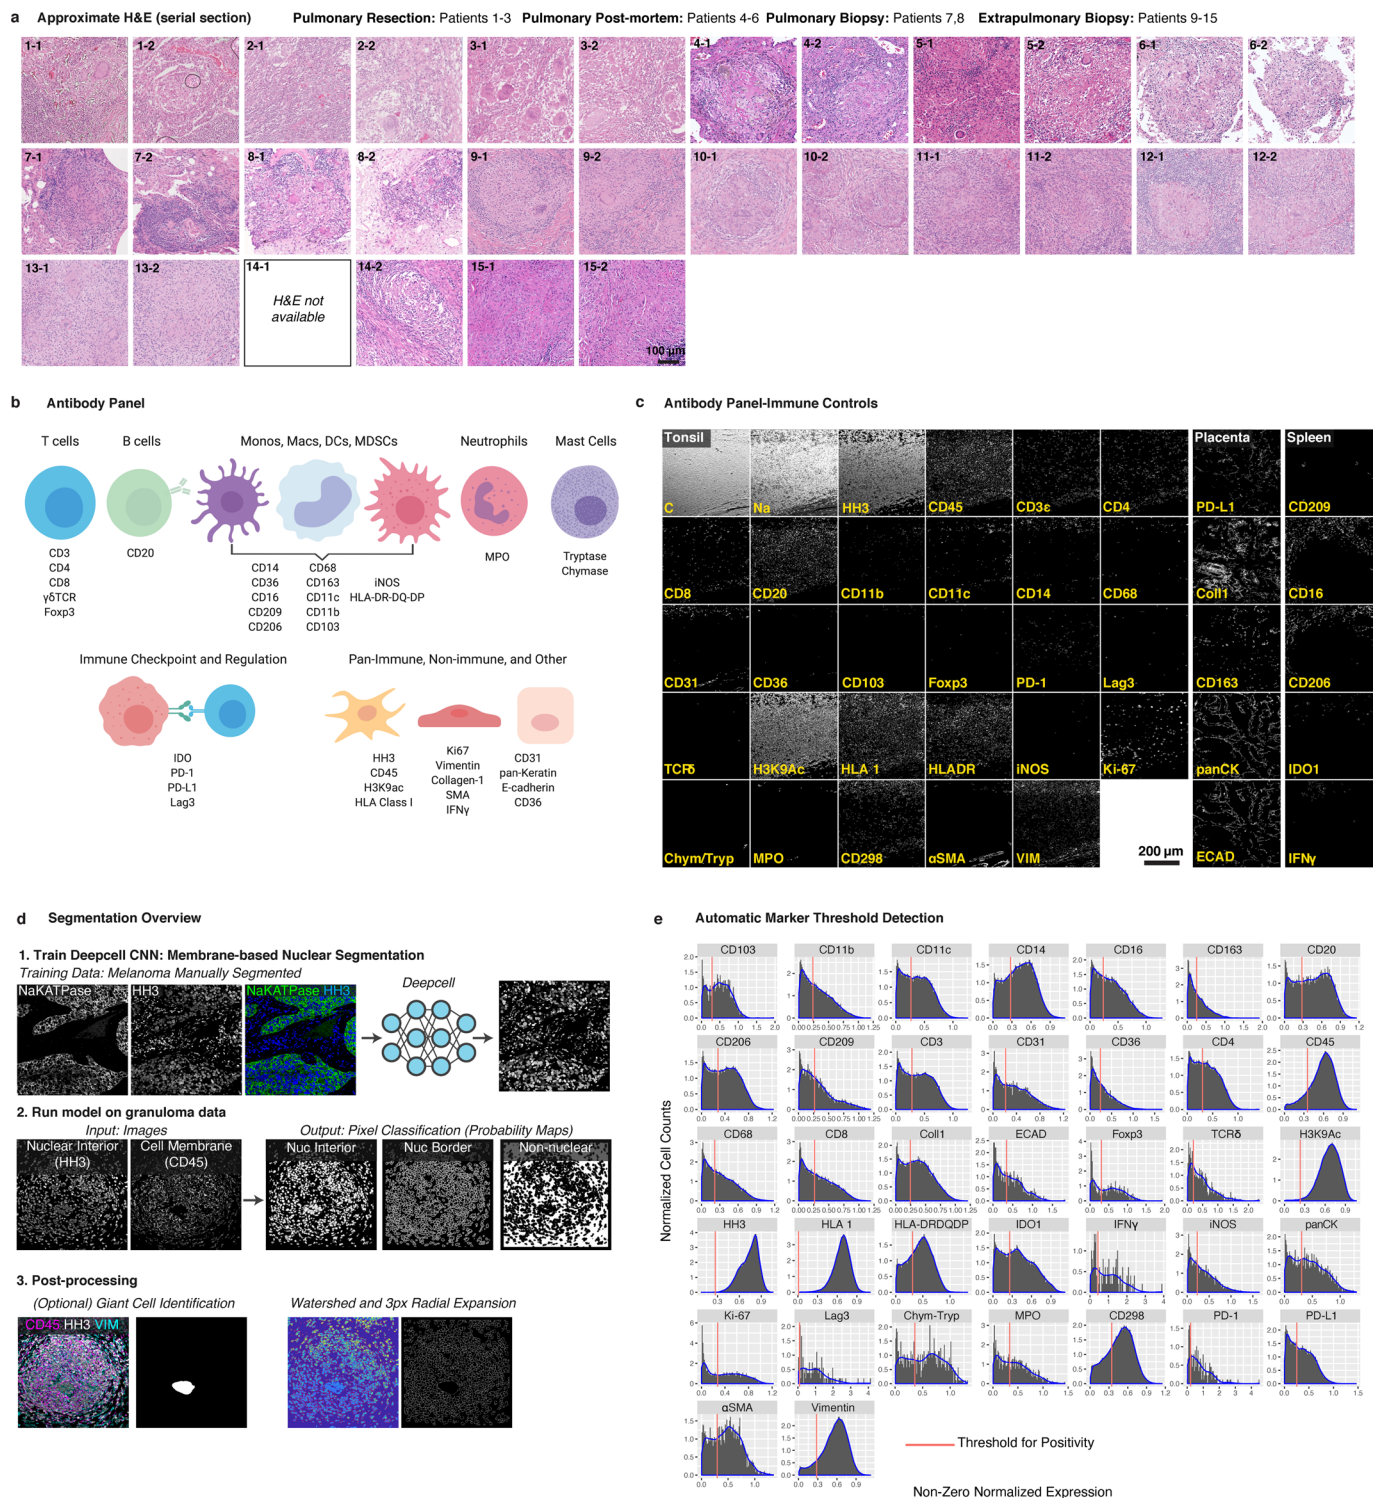 a Approximate H&E (serial section) Pulmonary Resection: Patients 1-3 Pulmonary Post-mortem: Patients 4-6 Pulmonary Biopsy: Patients 7,8 Extrapulmonary Biopsy: Patients 9-15
1-1 1-2 2-1 2-2 3-1 3-2 4-1 4-2 5-1 5-2 6-1 6-2
7-1 7-2 8-1 8-2 9-1 9-2 10-1 10-2 11-1 11-2 12-1 12-2
13-1 13-2 14-1 14-2 15-1 15-2
H&E not
available
100 µm
b Antibody Panel
T cells B cells Monos, Macs, DCs, MDSCs Neutrophils Mast Cells
CD3
CD4
CD8
γδTCR
Foxp3
CD20
CD14
CD36
CD16
CD209
CD206
CD68
CD163
CD11c
CD11b
CD103
iNOS
HLA-DR-DQ-DP
MPO
Tryptase
Chymase
Immune Checkpoint and Regulation
IDO
PD-1
PD-L1
Lag3
Pan-Immune, Non-immune, and Other
HH3
CD45
H3K9ac
HLA Class I
Ki67
Vimentin
Collagen-1
SMA
IFNγ
CD31
pan-Keratin
E-cadherin
CD36
c Antibody Panel-Immune Controls
Tonsil Placenta Spleen
C Na HH3 CD45 CD3ε CD4 PD-L1 CD209
CD8 CD20 CD11b CD11c CD14 CD68 Coll1 CD16
CD31 CD36 CD103 Foxp3 PD-1 Lag3 CD163 CD206
TCRδ H3K9Ac HLA 1 HLADR iNOS Ki-67 panCK IDO1
Chym/Tryp MPO CD298 αSMA VIM ECAD IFNγ
200 µm
d Segmentation Overview
1. Train Deepcell CNN: Membrane-based Nuclear Segmentation
Training Data: Melanoma Manually Segmented
NaKATPase HH3 NaKATPase HH3
Deepcell
2. Run model on granuloma data
Input: Images Output: Pixel Classification (Probability Maps)
Nuclear Interior
(HH3)
Cell Membrane
(CD45)
Nuc Interior Nuc Border Non-nuclear
3. Post-processing
(Optional) Giant Cell Identification Watershed and 3px Radial Expansion
CD45 HH3 VIM
e Automatic Marker Threshold Detection
Normalized Cell Counts
CD103 CD11b CD11c CD14 CD16 CD163 CD20
CD206 CD209 CD3 CD31 CD36 CD4 CD45
CD68 CD8 Coll1 ECAD Foxp3 TCRδ H3K9Ac
HH3 HLA 1 HLA-DRDQDP IDO1 IFNγ iNOS panCK
Ki-67 Lag3 Chym-Tryp MPO CD298 PD-1 PD-L1
αSMA Vimentin
Threshold for Positivity
Non-Zero Normalized Expression